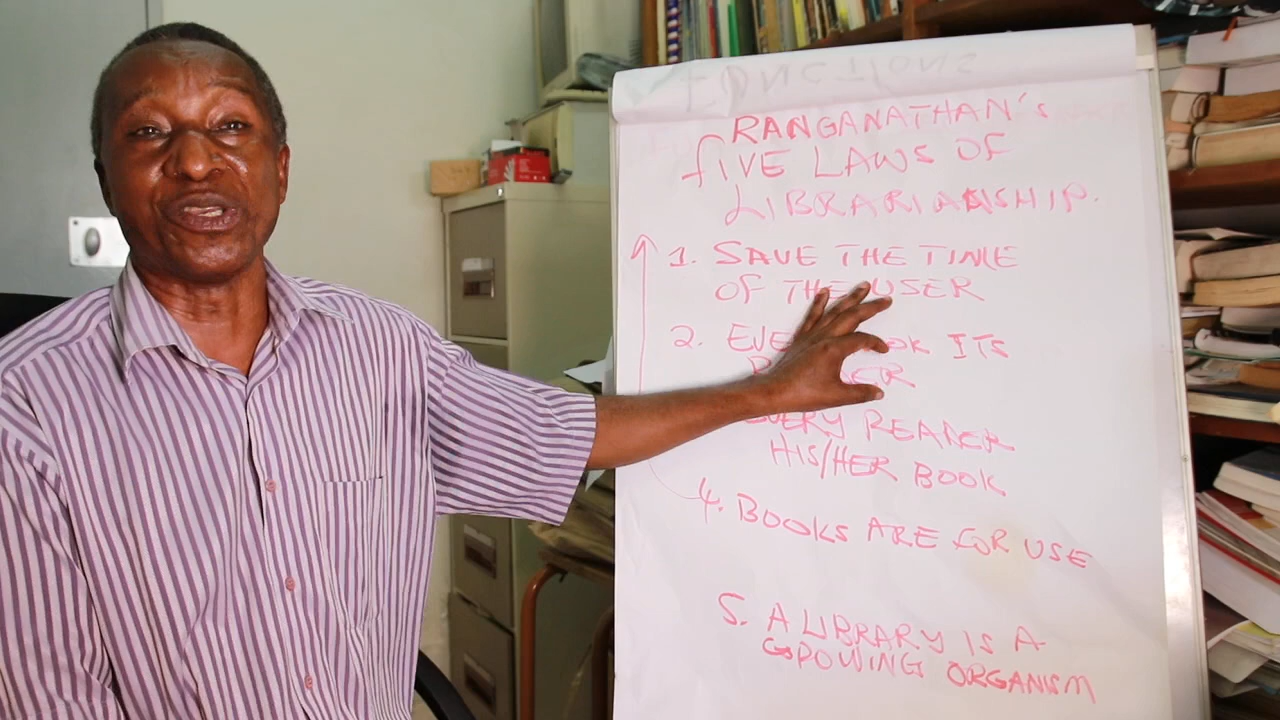 FUNCTIONS
RANGANATHAN's
fIVE LAWS OF
LIBRARIANSHIP.
1. SAVE THE TIME
OF THE USER
2. ITS
EVERY READER
HIS/HER BOOK
4. BOOKS ARE FOR USE
5. A LIBRARY IS A
GROWING ORGANISM